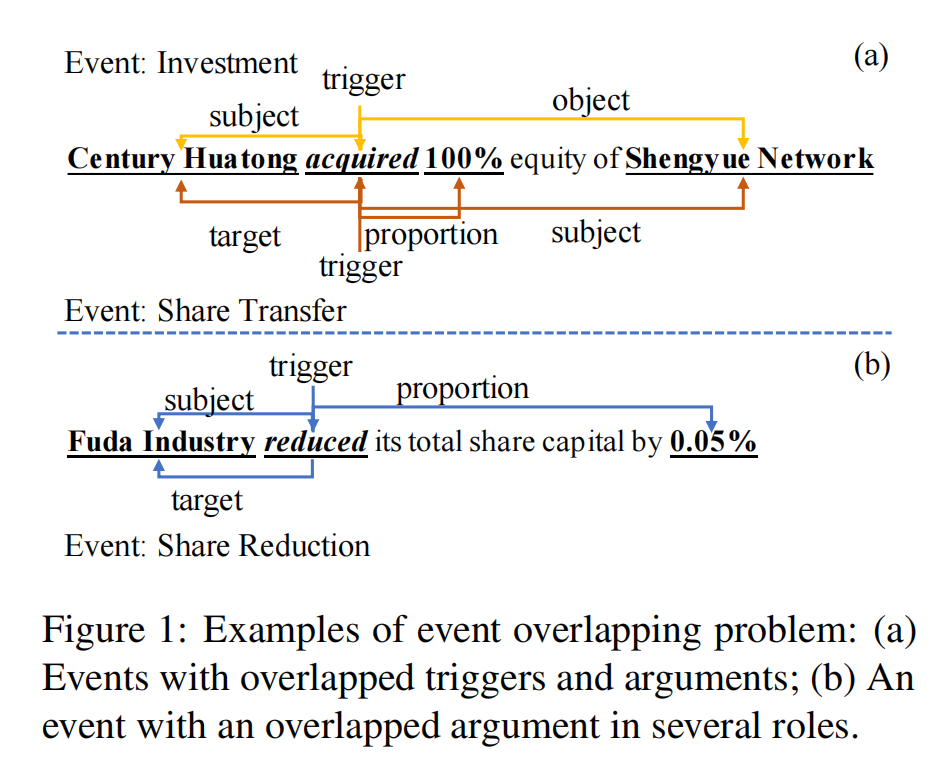 Event: Investment
(a)
trigger
subject
object
Century Huatong acquired 100% equity of Shengyue Network
target
proportion
subject
trigger
Event: Share Transfer
(b)
trigger
subject
proportion
Fuda Industry reduced its total share capital by 0.05%
target
Event: Share Reduction
Figure 1: Examples of event overlapping problem: (a)
Events with overlapped triggers and arguments; (b) An
event with an overlapped argument in several roles.